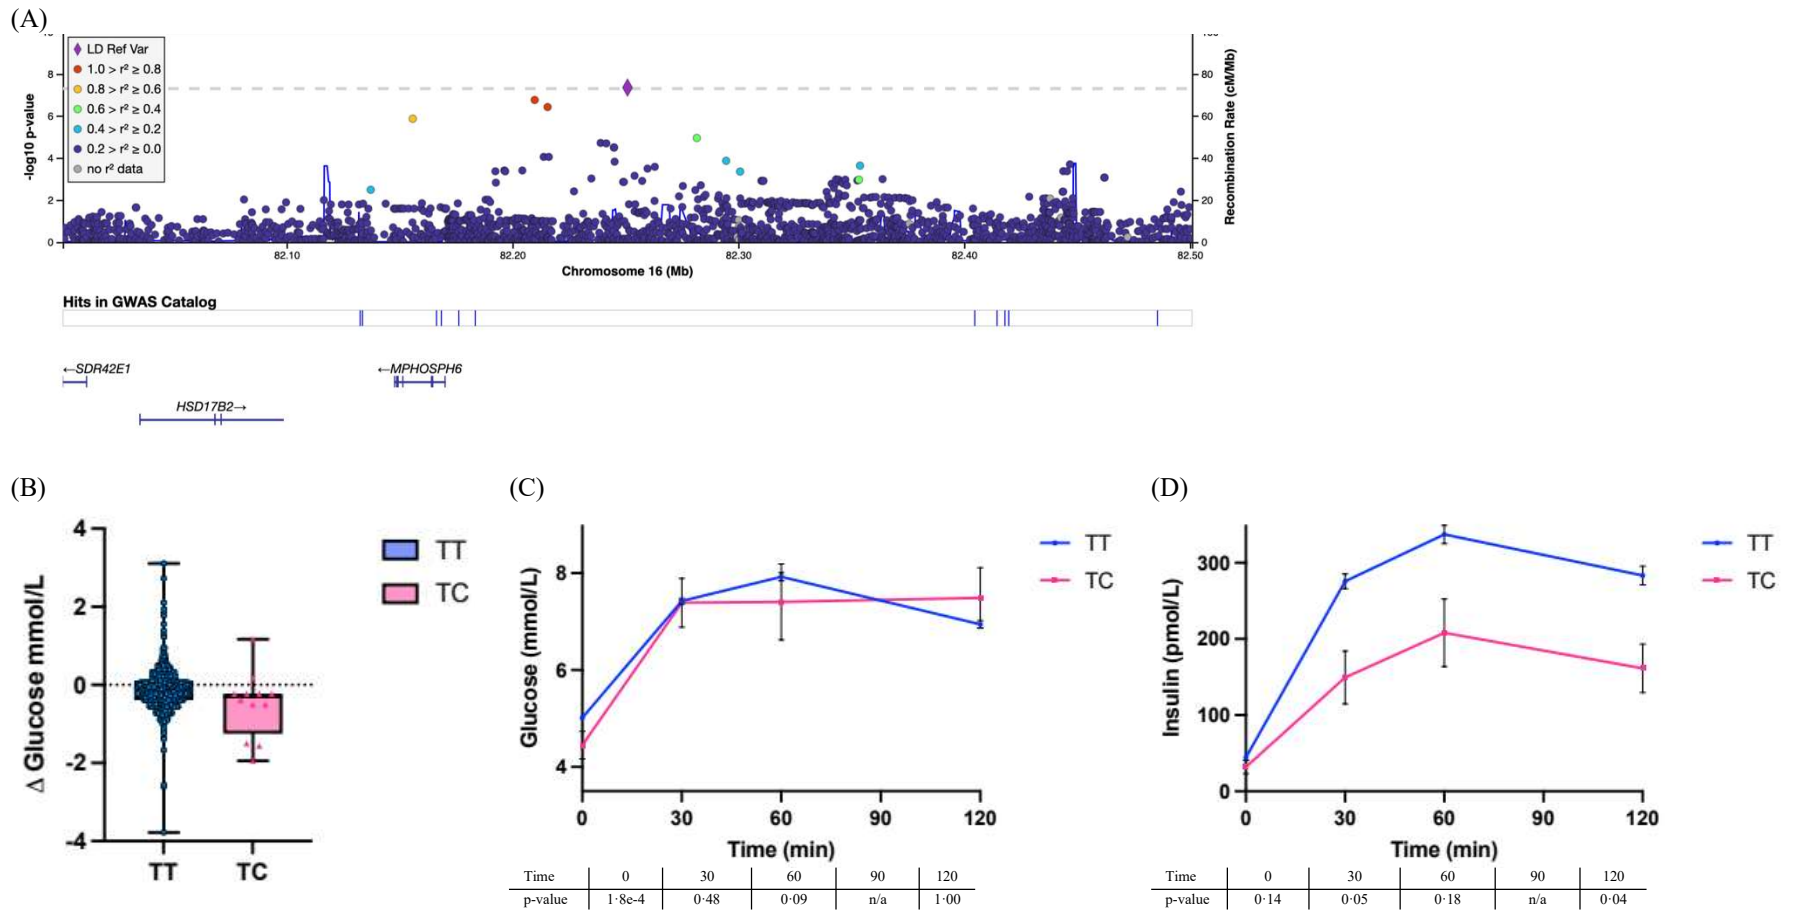 (A)
LD Ref Var
1.0 > r² ≥ 0.8
0.8 > r² ≥ 0.6
0.6 > r² ≥ 0.4
0.4 > r² ≥ 0.2
0.2 > r² ≥ 0.0
no r² data
-log10 p-value
8
6
4
2
0
80
60
40
20
0
Recombination Rate (cM/Mb)
82.10 82.20 82.30 82.40 82.50
Chromosome 16 (Mb)
Hits in GWAS Catalog
←SDR42E1 ←MPHOSPH6
HSD17B2→
(B)
Δ Glucose mmol/L
4
2
0
-2
-4
TT TC
TT
TC
(C)
Glucose (mmol/L)
8
6
4
0 30 60 90 120
Time (min)
TT
TC
Time 0 30 60 90 120
p-value 1·8e-4 0·48 0·09 n/a 1·00
(D)
Insulin (pmol/L)
300
200
100
0
0 30 60 90 120
Time (min)
TT
TC
Time 0 30 60 90 120
p-value 0·14 0·05 0·18 n/a 0·04